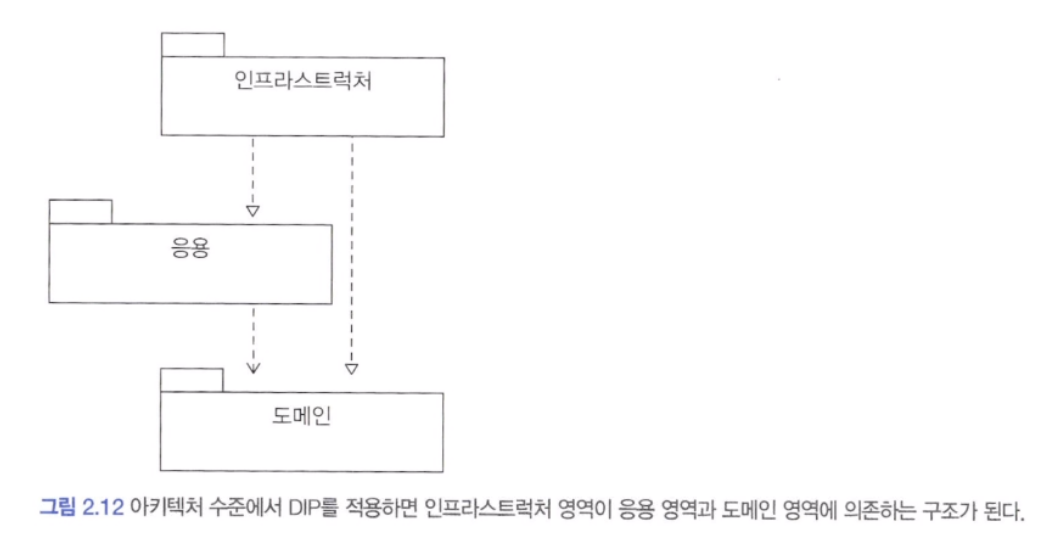 인프라스트럭처
응용
도메인
그림 2.12 아키텍처 수준에서 DIP를 적용하면 인프라스트럭처 영역이 응용 영역과 도메인 영역에 의존하는 구조가 된다.